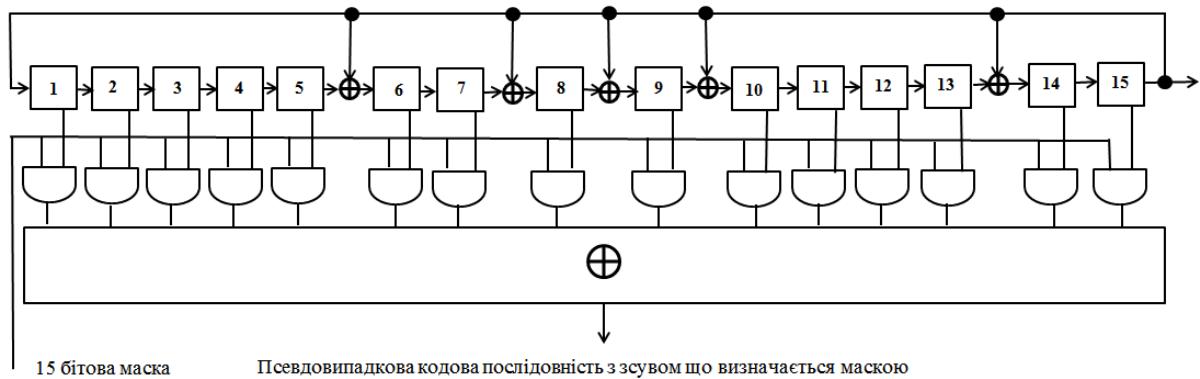 1 2 3 4 5 6 7 8 9 10 11 12 13 14 15
15 бітова маска Псевдовипадкова кодова послідовність з зсувом що визначається маскою